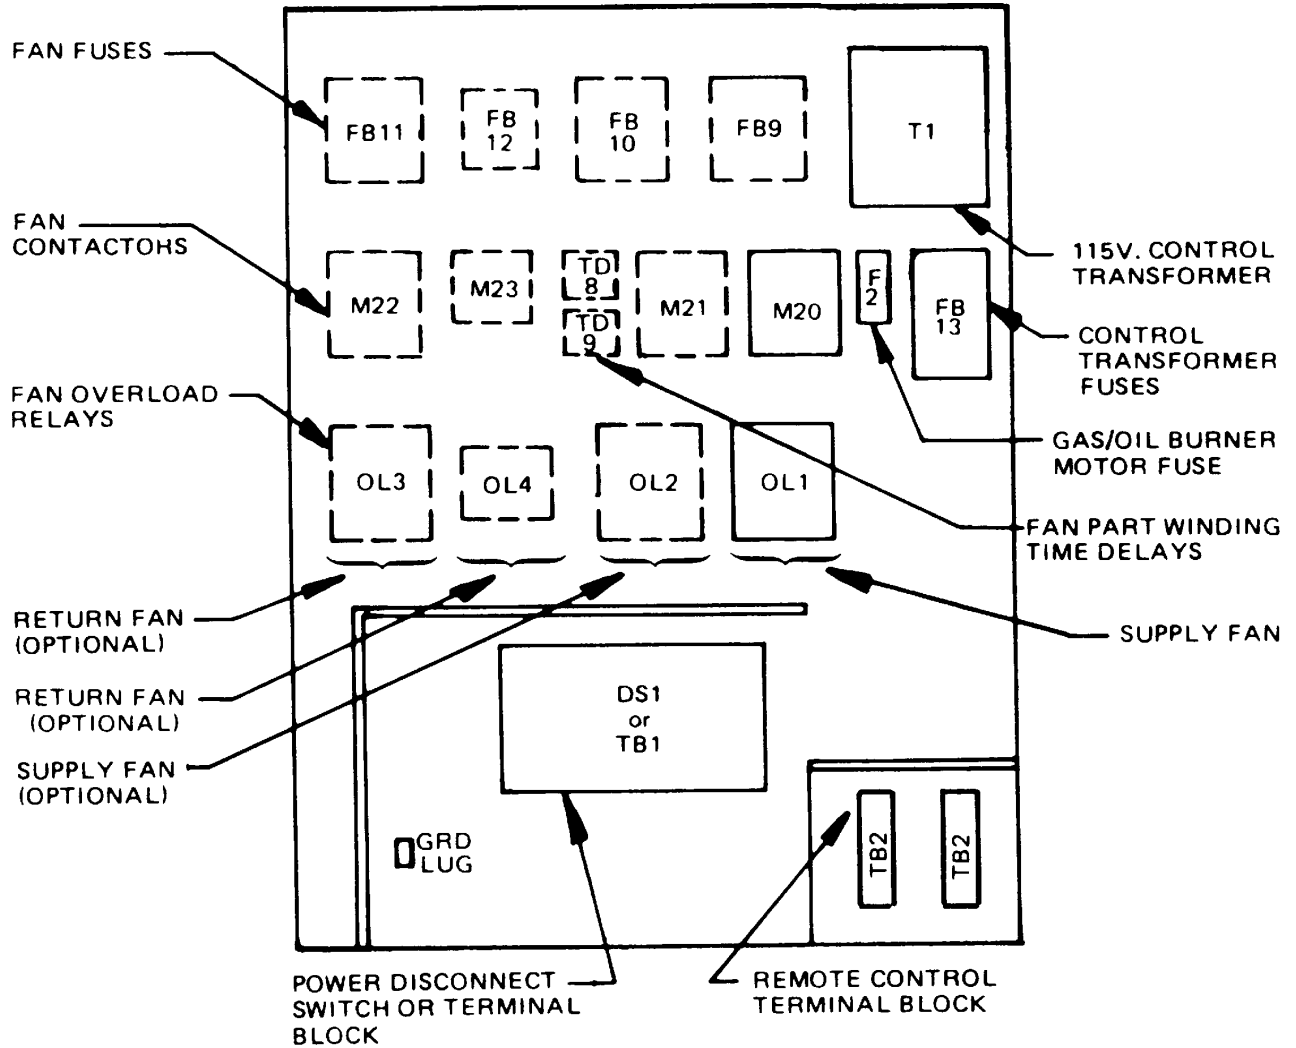 FAN FUSES
FB11
FB
12
FB
10
FB9
T1
FAN
CONTACTORS
M22
M23
TD
8
TD
9
M21
M20
F
2
FB
13
115V. CONTROL
TRANSFORMER
CONTROL
TRANSFORMER
FUSES
FAN OVERLOAD
RELAYS
OL3
OL4
OL2
OL1
GAS/OIL BURNER
MOTOR FUSE
FAN PART WINDING
TIME DELAYS
RETURN FAN
(OPTIONAL)
SUPPLY FAN
RETURN FAN
(OPTIONAL)
SUPPLY FAN
(OPTIONAL)
DS1
or
TB1
GRD
LUG
TB2
TB2
POWER DISCONNECT
SWITCH OR TERMINAL
BLOCK
REMOTE CONTROL
TERMINAL BLOCK